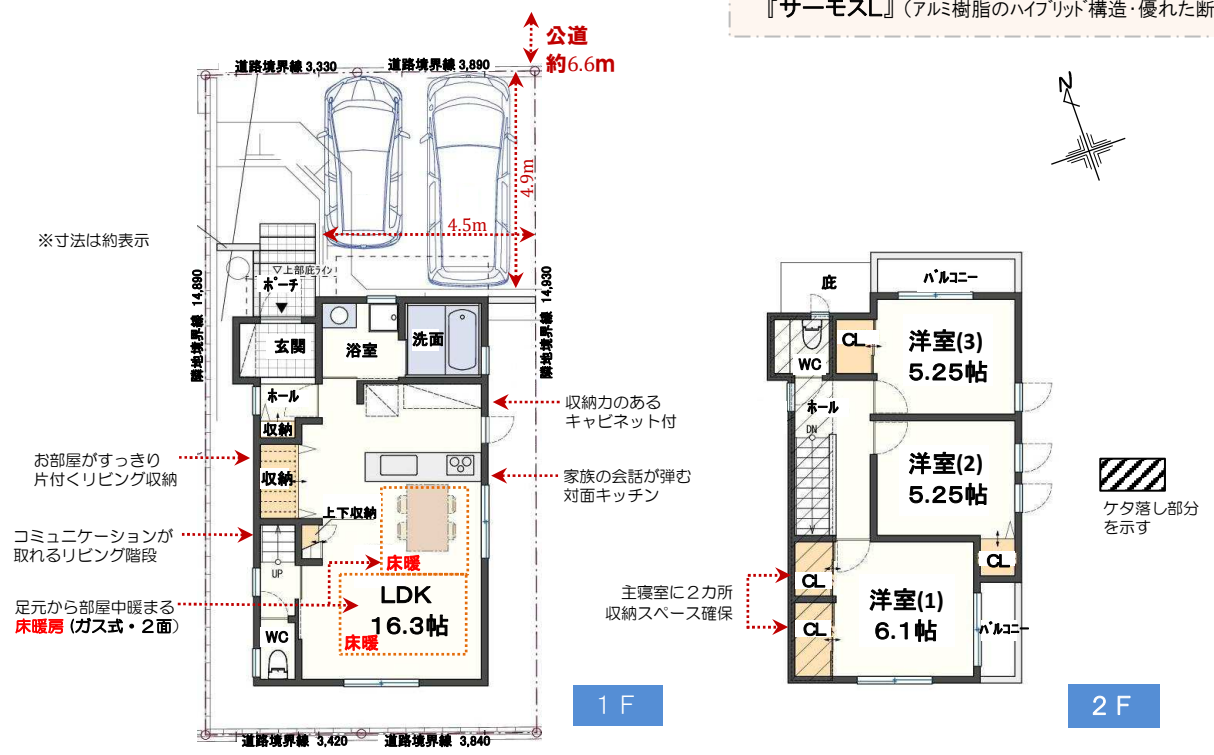 『サーモスL』（アルミ樹脂のハイブリッド構造・優れた断
公道
約6.6m
道路境界線 3,330
道路境界線 3,890
N
4.9m
4.5m
※寸法は約表示
▽上部庇ライン
ポーチ
隣地境界線 14,890
隣地境界線 14,930
玄関
浴室
洗面
ホール
収納
収納
収納力のある
キャビネット付
お部屋がすっきり
片付くリビング収納
家族の会話が弾む
対面キッチン
上下収納
コミュニケーションが
取れるリビング階段
UP
床暖
足元から部屋中暖まる
床暖房 (ガス式・２面)
LDK
16.3帖
床暖
WC
1F
道路境界線 3,420
道路境界線 3,840
庇
バルコニー
WC
CL
洋室(3)
5.25帖
ホール
DN
洋室(2)
5.25帖
CL
ケタ落し部分
を示す
主寝室に２カ所
収納スペース確保
CL
CL
洋室(1)
6.1帖
バルコニー
2F